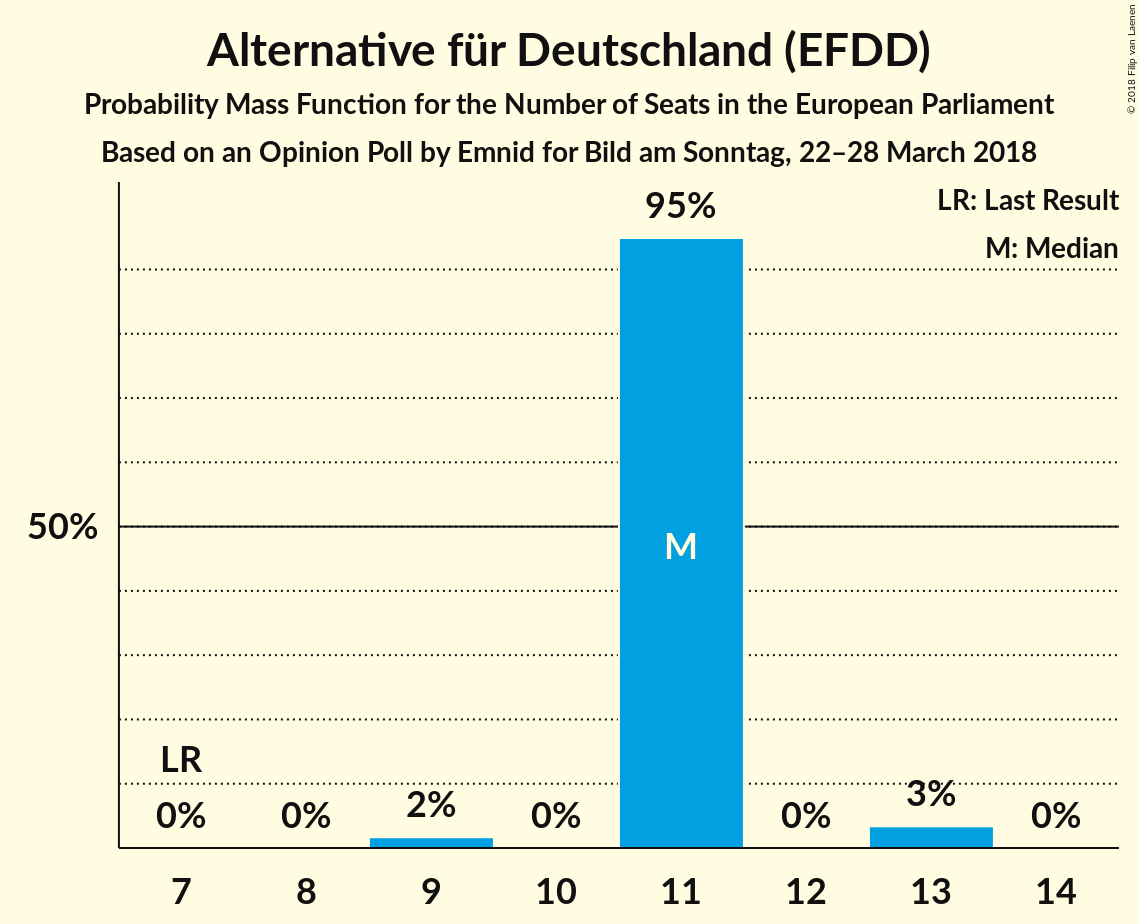 Alternative für Deutschland (EFDD)
Probability Mass Function for the Number of Seats in the European Parliament
Based on an Opinion Poll by Emnid for Bild am Sonntag, 22–28 March 2018
© 2018 Filip van Laenen
LR: Last Result
M: Median
95%
50%
M
LR
0% 0% 2% 0% 0% 3% 0%
7 8 9 10 11 12 13 14